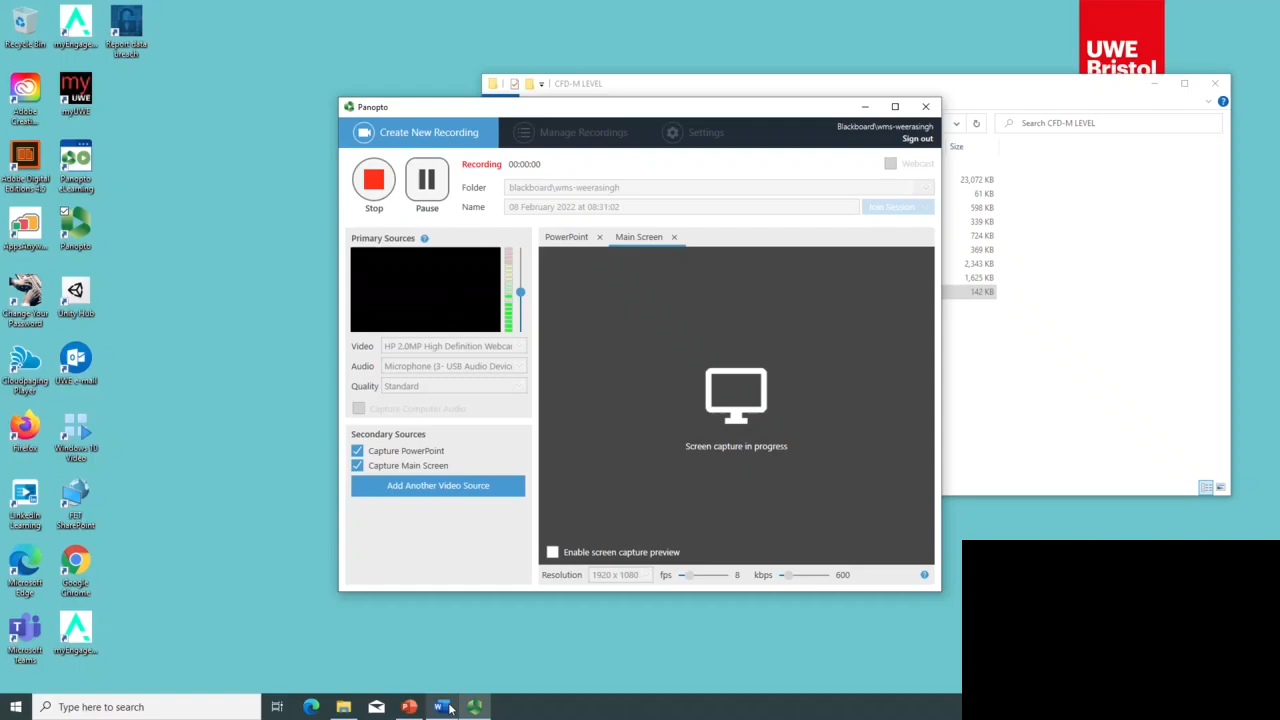 Recycle Bin
myEngage...
Report data
breach
Adobe
Creati...
myUWE
Adobe Digital
Editions 4.5
Panopto
eLearning
AppsAnyw...
Panopto
Change Your
Password
Unity Hub
Cloudpaging
Player
UWE e-mail
Firefox
Windows 10
Video
LinkedIn
Learning
FET
SharePoint
Microsoft
Edge
Google
Chrome
Microsoft
Teams
myEngage...
UWE
Bristol
CFD-M LEVEL
Search CFD-M LEVEL
Size
23,072 KB
61 KB
598 KB
339 KB
724 KB
369 KB
2,343 KB
1,625 KB
142 KB
Panopto
Create New Recording
Manage Recordings
Settings
Blackboard\wms-weerasingh
Sign out
Stop
Pause
Recording 00:00:00
Webcast
Folder blackboard\wms-weerasingh
Name 08 February 2022 at 08:31:02
Join Session
Primary Sources
Video HP 2.0MP High Definition Webcar
Audio Microphone (3- USB Audio Device
Quality Standard
Capture Computer Audio
Secondary Sources
Capture PowerPoint
Capture Main Screen
Add Another Video Source
PowerPoint
Main Screen
Screen capture in progress
Enable screen capture preview
Resolution 1920 x 1080 fps 8 kbps 600
Type here to search